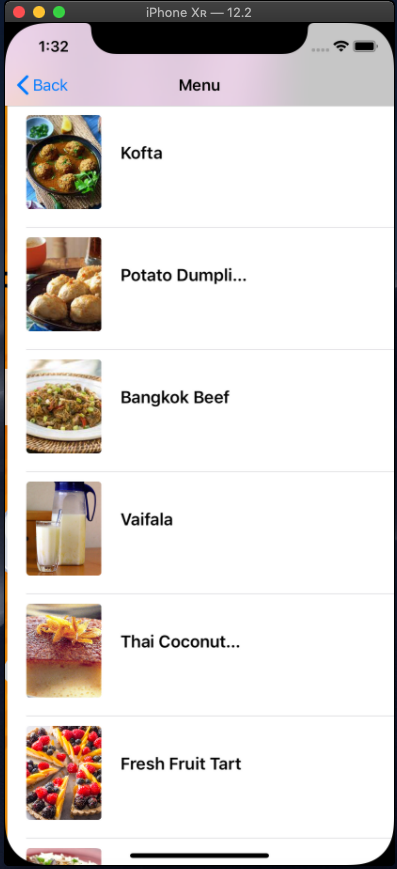 iPhone Xʀ — 12.2
1:32
Back
Menu
Kofta
Potato Dumpli...
Bangkok Beef
Vaifala
Thai Coconut...
Fresh Fruit Tart